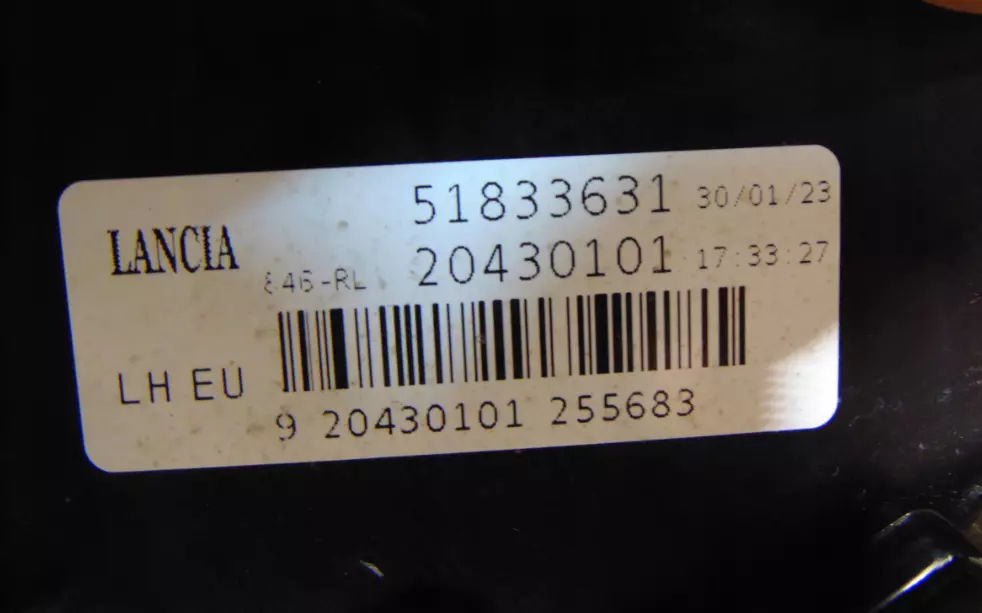 51833631 30/01/23
LANCIA
846-RL 20430101 17:33:27
LH EU
9 20430101 255683